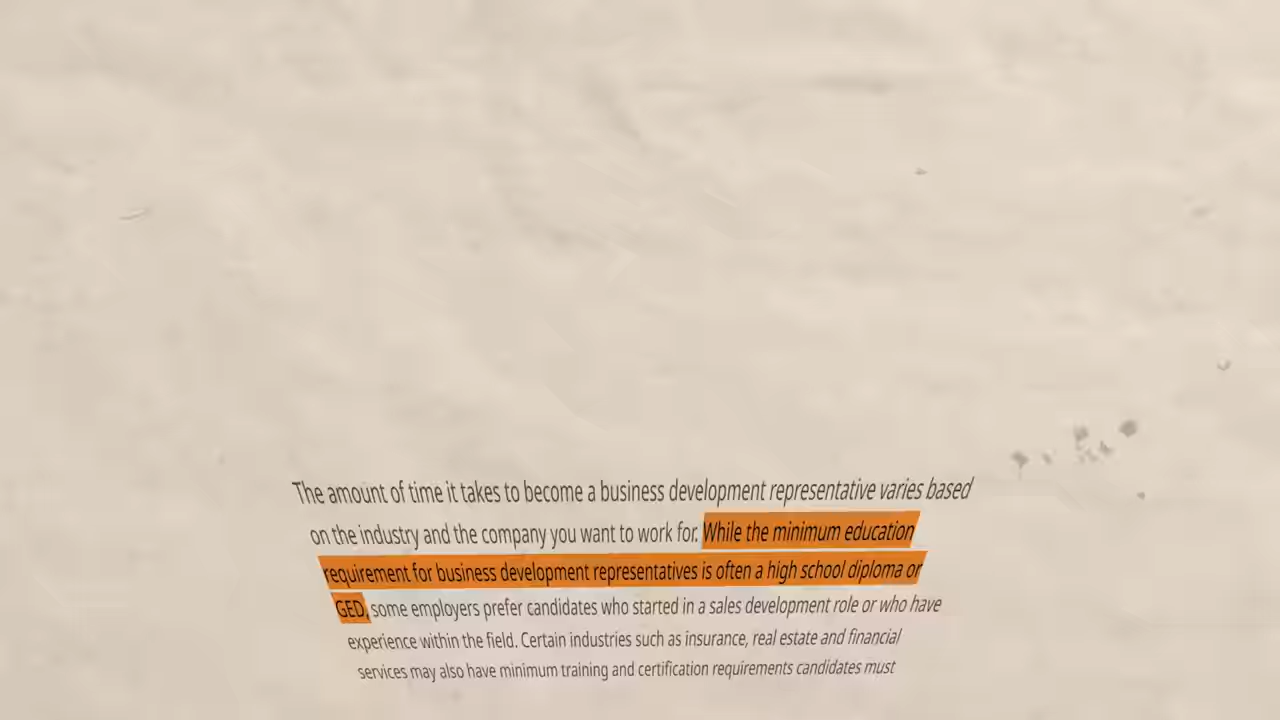 The amount of time it takes to become a business development representative varies based
on the industry and the company you want to work for. While the minimum education
requirement for business development representatives is often a high school diploma or
GED, some employers prefer candidates who started in a sales development role or who have
experience within the field. Certain industries such as insurance, real estate and financial
services may also have minimum training and certification requirements candidates must